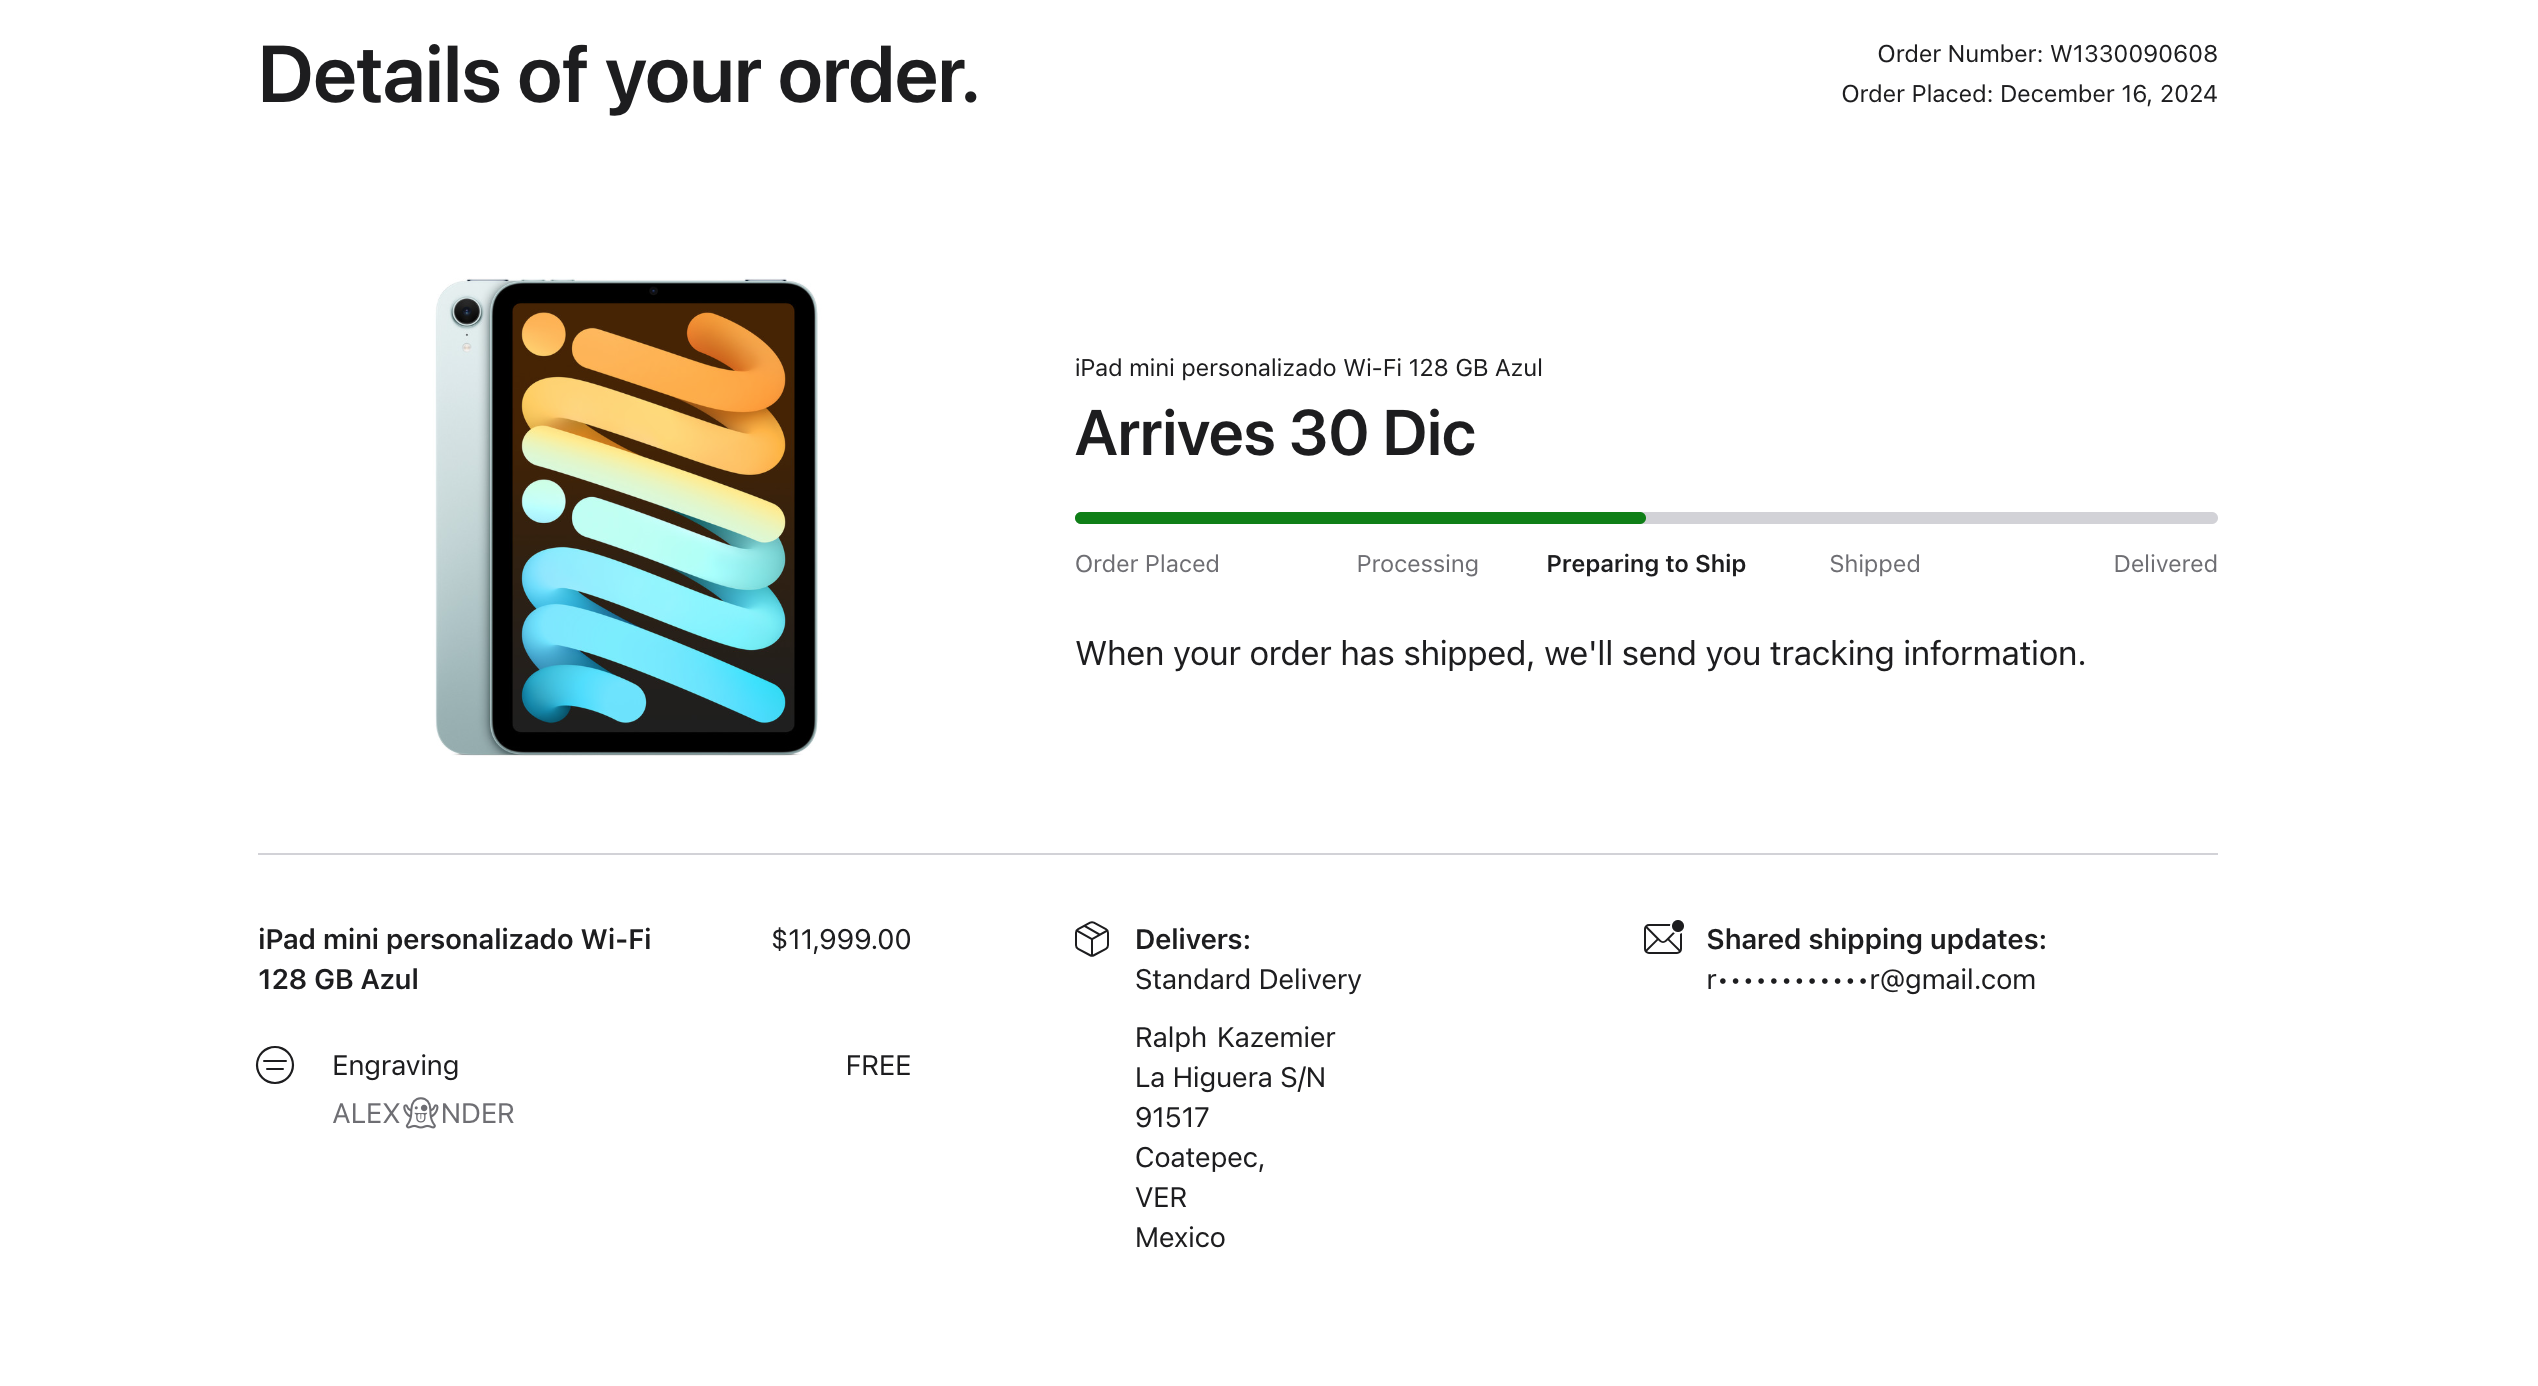 Details of your order.
Order Number: W1330090608
Order Placed: December 16, 2024
iPad mini personalizado Wi-Fi 128 GB Azul
Arrives 30 Dic
Order Placed Processing Preparing to Ship Shipped Delivered
When your order has shipped, we'll send you tracking information.
iPad mini personalizado Wi-Fi $11,999.00
128 GB Azul
Engraving FREE
ALEX👻NDER
Delivers:
Standard Delivery
Ralph Kazemier
La Higuera S/N
91517
Coatepec,
VER
Mexico
Shared shipping updates:
r••••••••••••r@gmail.com